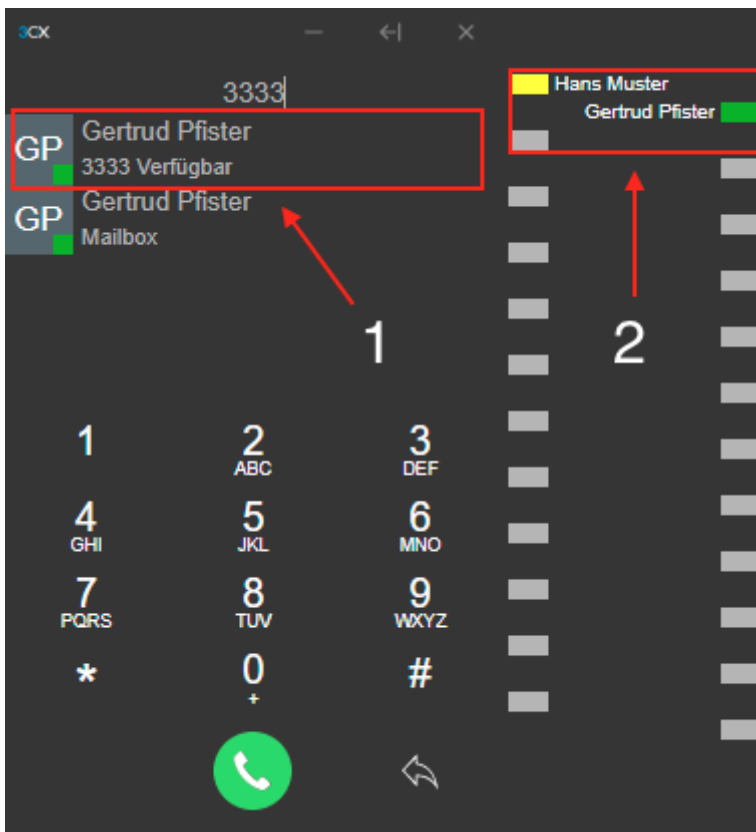 3CX
3333
GP
Gertrud Pfister
3333 Verfügbar
GP
Gertrud Pfister
Mailbox
1
1
2
ABC
3
DEF
4
GHI
5
JKL
6
MNO
7
PQRS
8
TUV
9
WXYZ
*
0
+
#
Hans Muster
Gertrud Pfister
2